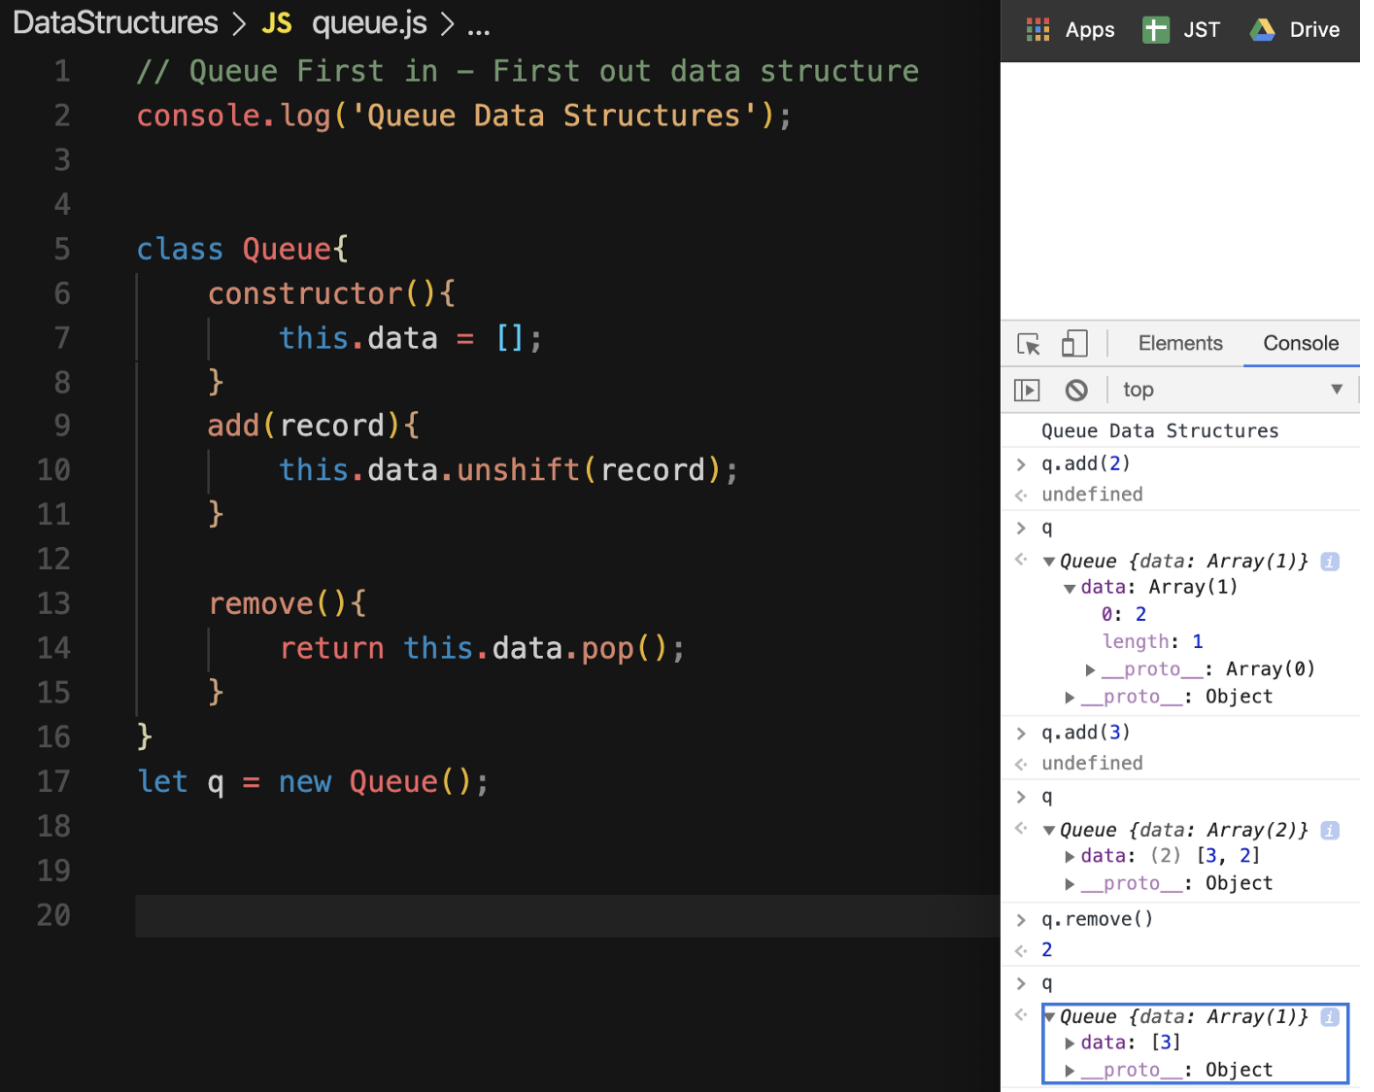 DataStructures > JS queue.js > ...
1 // Queue First in – First out data structure
2 console.log('Queue Data Structures');
3
4
5 class Queue{
6 constructor(){
7 this.data = [];
8 }
9 add(record){
10 this.data.unshift(record);
11 }
12
13 remove(){
14 return this.data.pop();
15 }
16 }
17 let q = new Queue();
18
19
20
Apps JST Drive
Elements Console
top
Queue Data Structures
> q.add(2)
undefined
> q
Queue {data: Array(1)} i
data: Array(1)
0: 2
length: 1
__proto__: Array(0)
__proto__: Object
> q.add(3)
undefined
> q
Queue {data: Array(2)} i
data: (2) [3, 2]
__proto__: Object
> q.remove()
2
> q
Queue {data: Array(1)} i
data: [3]
__proto__: Object